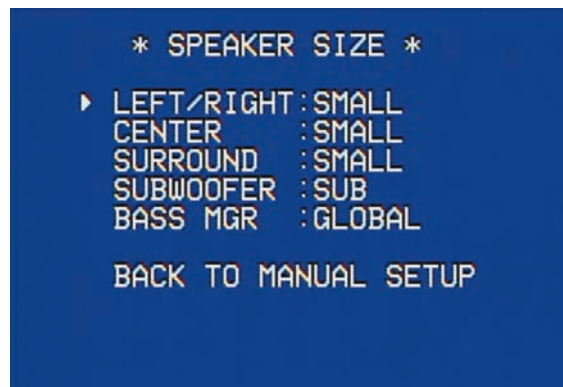 * SPEAKER SIZE *
LEFT/RIGHT:SMALL
CENTER :SMALL
SURROUND :SMALL
SUBWOOFER :SUB
BASS MGR :GLOBAL
BACK TO MANUAL SETUP